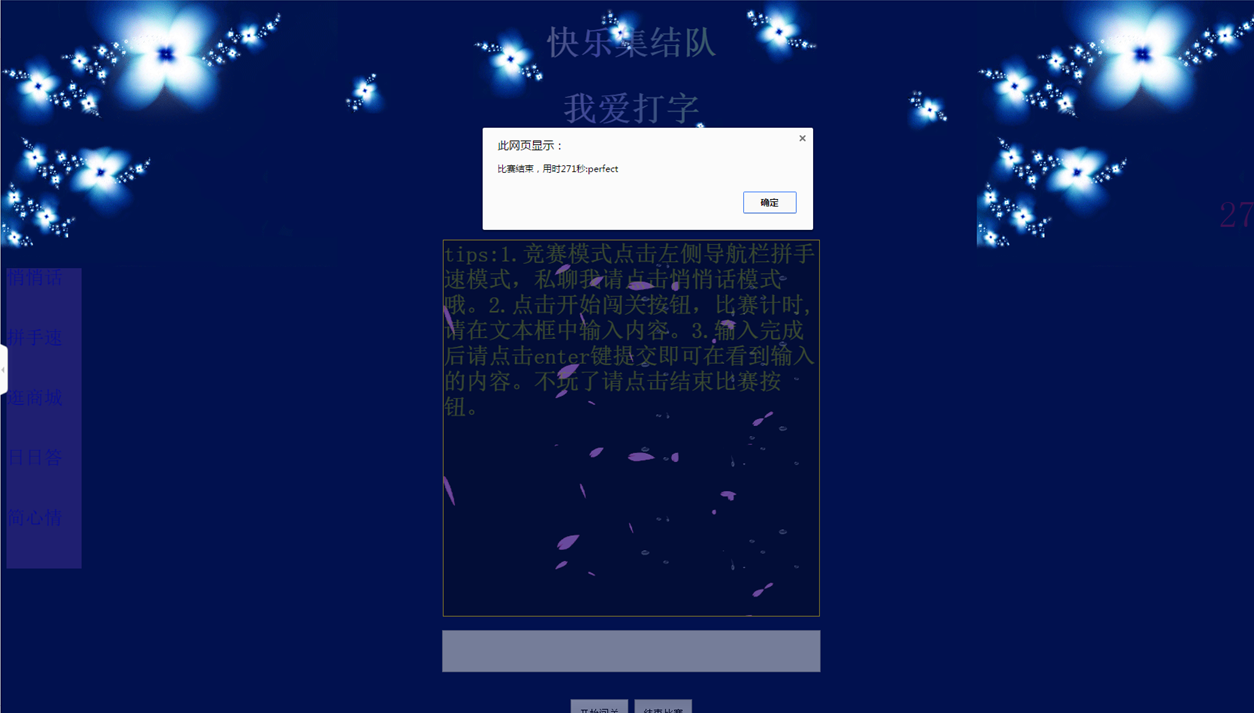 快乐集结队
我爱打字
此网页显示：
比赛结束，用时271秒:perfect
确定
27
tips:1.竞赛模式点击左侧导航栏拼手
速模式，私聊我请点击悄悄话模式
哦。2.点击开始闯关按钮，比赛计时,
请在文本框中输入内容。3.输入完成
后请点击enter键提交即可在看到输入
的内容。不玩了请点击结束比赛按
钮。
悄悄话
拼手速
逛商城
日日答
简心情
开始闯关
结束比赛